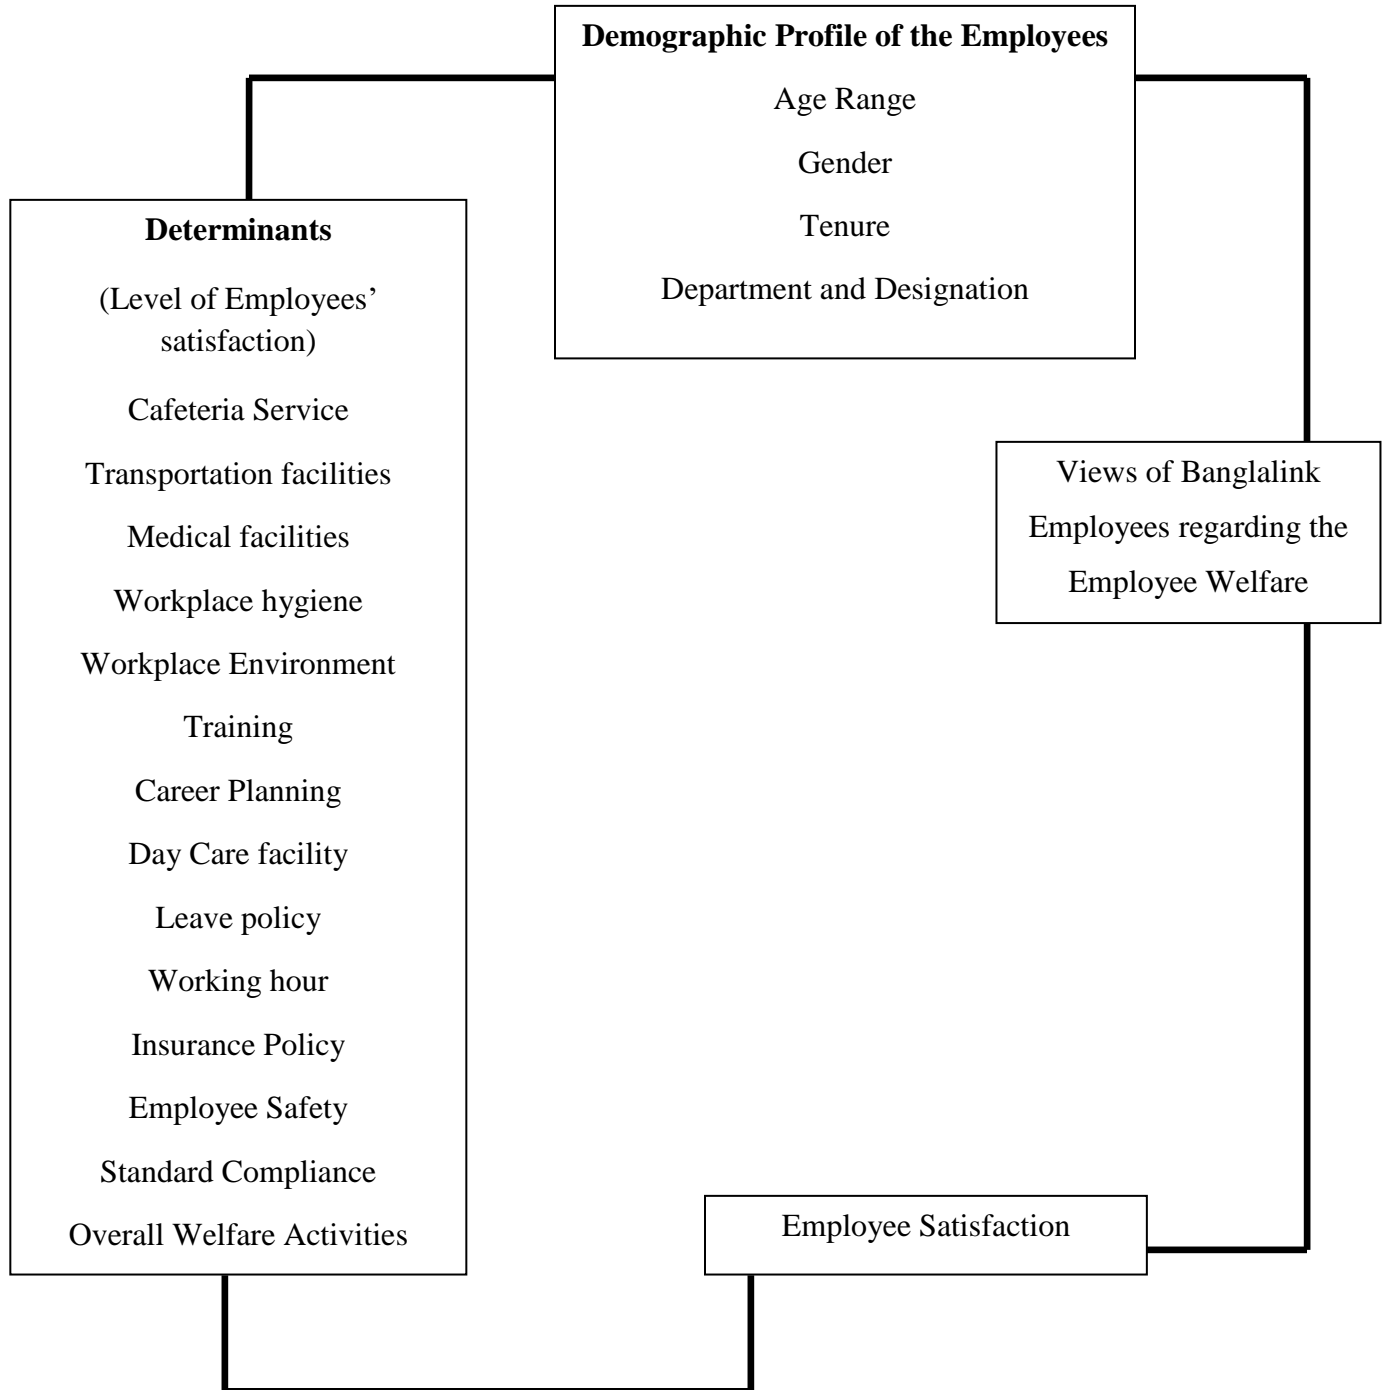 Demographic Profile of the Employees
Age Range
Gender
Tenure
Department and Designation
Determinants
(Level of Employees’
satisfaction)
Cafeteria Service
Transportation facilities
Medical facilities
Workplace hygiene
Workplace Environment
Training
Career Planning
Day Care facility
Leave policy
Working hour
Insurance Policy
Employee Safety
Standard Compliance
Overall Welfare Activities
Views of Banglalink
Employees regarding the
Employee Welfare
Employee Satisfaction